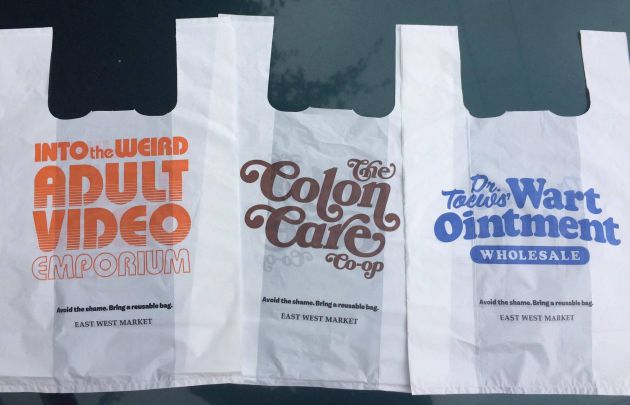 INTO the WEIRD
ADULT
VIDEO
EMPORIUM
Avoid the shame. Bring a reusable bag.
EAST WEST MARKET
The
Colon
Care
Co-op
Avoid the shame. Bring a reusable bag.
EAST WEST MARKET
Dr.
Toews' Wart
Ointment
WHOLESALE
Avoid the shame. Bring a reusable bag.
EAST WEST MARKET